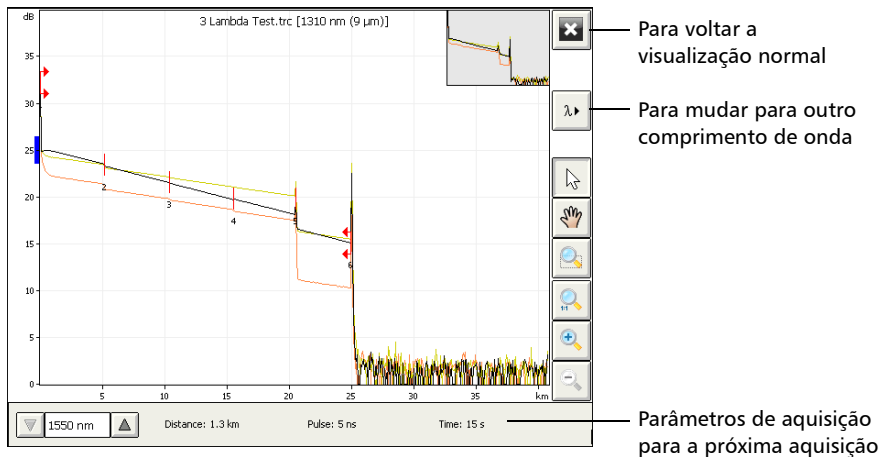 dB
3 Lambda Test.trc [1310 nm (9 µm)]
35
30
25
20
15
10
5
0
2
3
4
5
6
5
10
15
20
25
30
35
km
λ
1:1
1550 nm
Distance: 1.3 km
Pulse: 5 ns
Time: 15 s
Para voltar a
visualização normal
Para mudar para outro
comprimento de onda
Parâmetros de aquisição
para a próxima aquisição